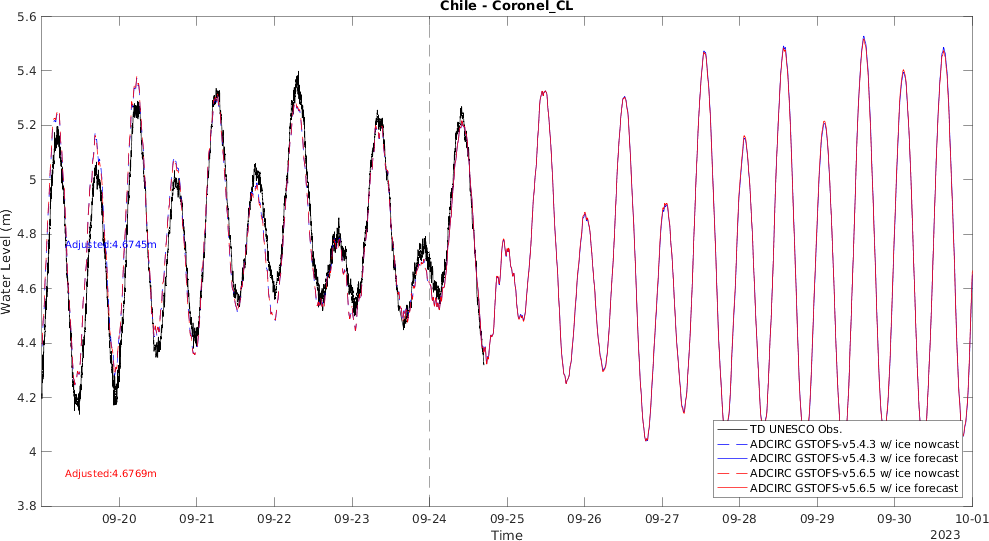 Chile - Coronel_CL
5.6
5.4
5.2
5
4.8
4.6
4.4
4.2
4
3.8
Water Level (m)
Adjusted:4.6745m
Adjusted:4.6769m
TD UNESCO Obs.
ADCIRC GSTOFS-v5.4.3 w/ ice nowcast
ADCIRC GSTOFS-v5.4.3 w/ ice forecast
ADCIRC GSTOFS-v5.6.5 w/ ice nowcast
ADCIRC GSTOFS-v5.6.5 w/ ice forecast
09-20 09-21 09-22 09-23 09-24 09-25 09-26 09-27 09-28 09-29 09-30 10-01
Time
2023